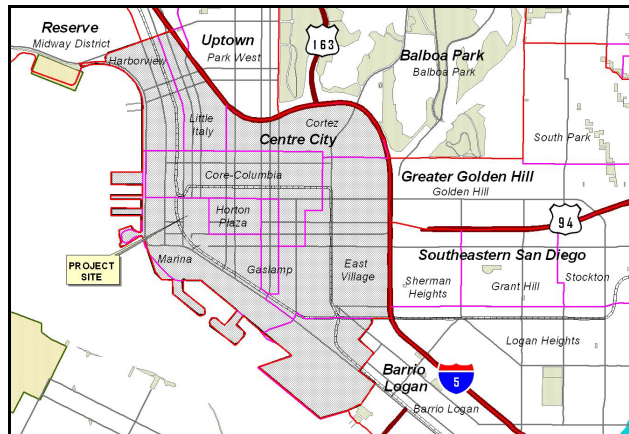 Reserve
Midway District
Uptown
Park West
163
Balboa Park
Balboa Park
Harborview
Little
Italy
Cortez
Centre City
South Park
Core-Columbia
Greater Golden Hill
Golden Hill
Horton
Plaza
94
PROJECT
SITE
Marina
Gaslamp
East
Village
Southeastern San Diego
Sherman
Heights
Grant Hill
Stockton
Logan Heights
Barrio
Logan
5
Barrio Logan